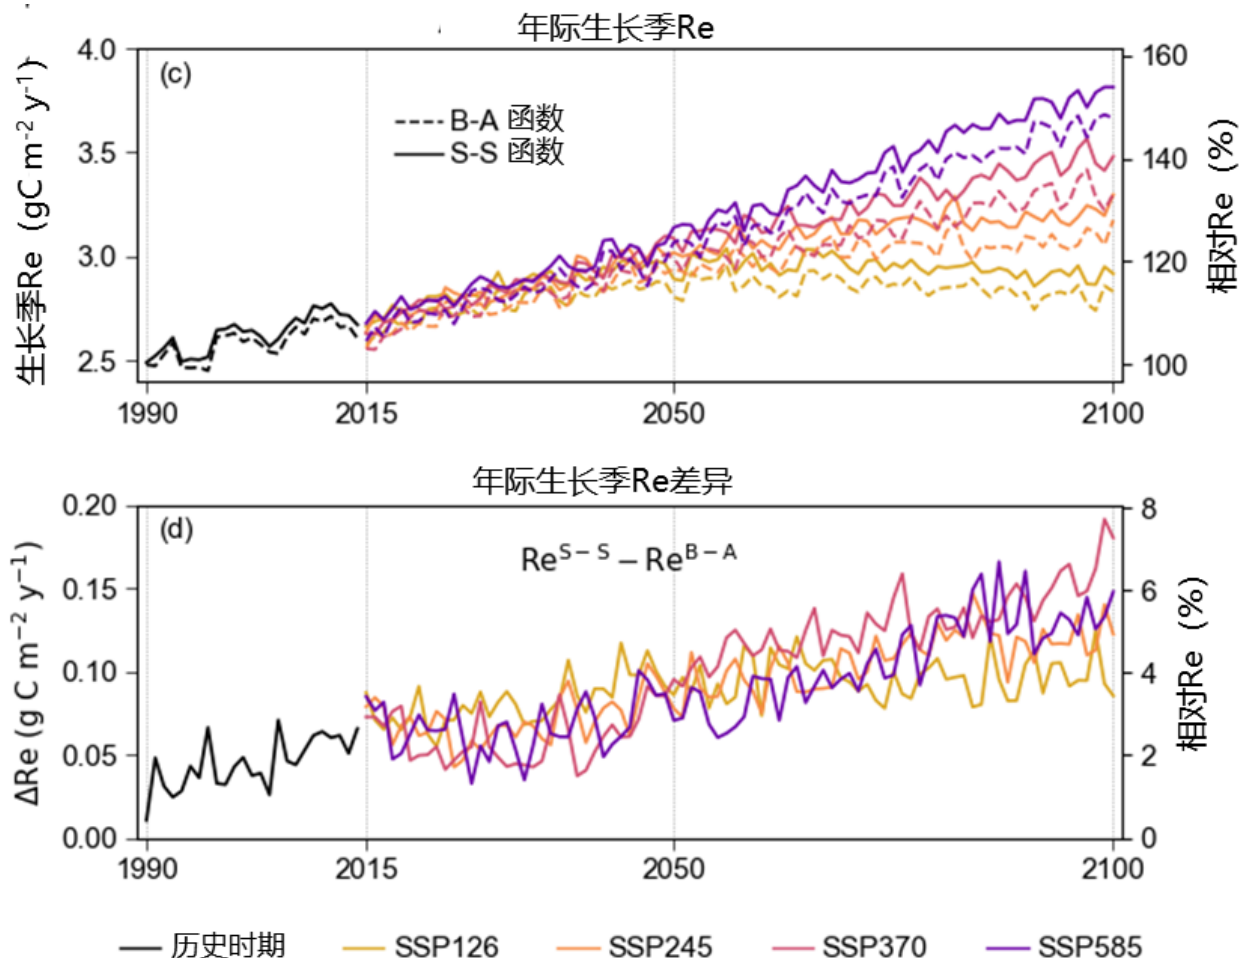 年际生长季Re
(c)
B-A 函数
S-S 函数
生长季Re (gC m⁻² y⁻¹)
4.0
3.5
3.0
2.5
160
140
120
100
相对Re (%)
1990 2015 2050 2100
年际生长季Re差异
(d)
Re^S−S − Re^B−A
ΔRe (g C m⁻² y⁻¹)
0.20
0.15
0.10
0.05
0.00
8
6
4
2
0
相对Re (%)
1990 2015 2050 2100
历史时期 SSP126 SSP245 SSP370 SSP585